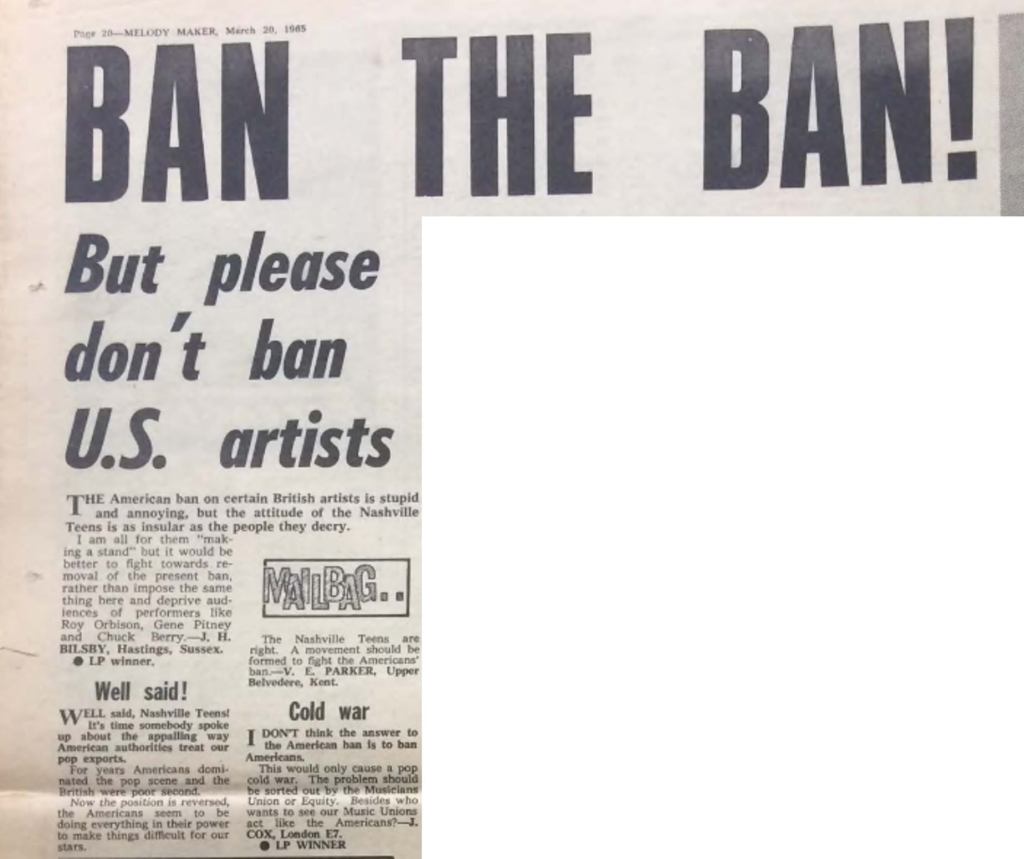 Page 20—MELODY MAKER, March 20, 1965
BAN THE BAN!
But please
don't ban
U.S. artists
THE American ban on certain British artists is stupid
and annoying, but the attitude of the Nashville
Teens is as insular as the people they decry.
I am all for them "mak-
ing a stand" but it would be
better to fight towards re-
moval of the present ban,
rather than impose the same
thing here and deprive aud-
iences of performers like
Roy Orbison, Gene Pitney
and Chuck Berry.—J. H.
BILSBY, Hastings, Sussex.
● LP winner.
Well said!
WELL said, Nashville Teens!
It's time somebody spoke
up about the appalling way
American authorities treat our
pop exports.
For years Americans domi-
nated the pop scene and the
British were poor second.
Now the position is reversed,
the Americans seem to be
doing everything in their power
to make things difficult for our
stars.
MAILBAG..
The Nashville Teens are
right. A movement should be
formed to fight the Americans'
ban.—V. E. PARKER, Upper
Belvedere, Kent.
Cold war
I DON'T think the answer to
the American ban is to ban
Americans.
This would only cause a pop
cold war. The problem should
be sorted out by the Musicians
Union or Equity. Besides who
wants to see our Music Unions
act like the Americans?—J.
COX, London E7.
● LP WINNER